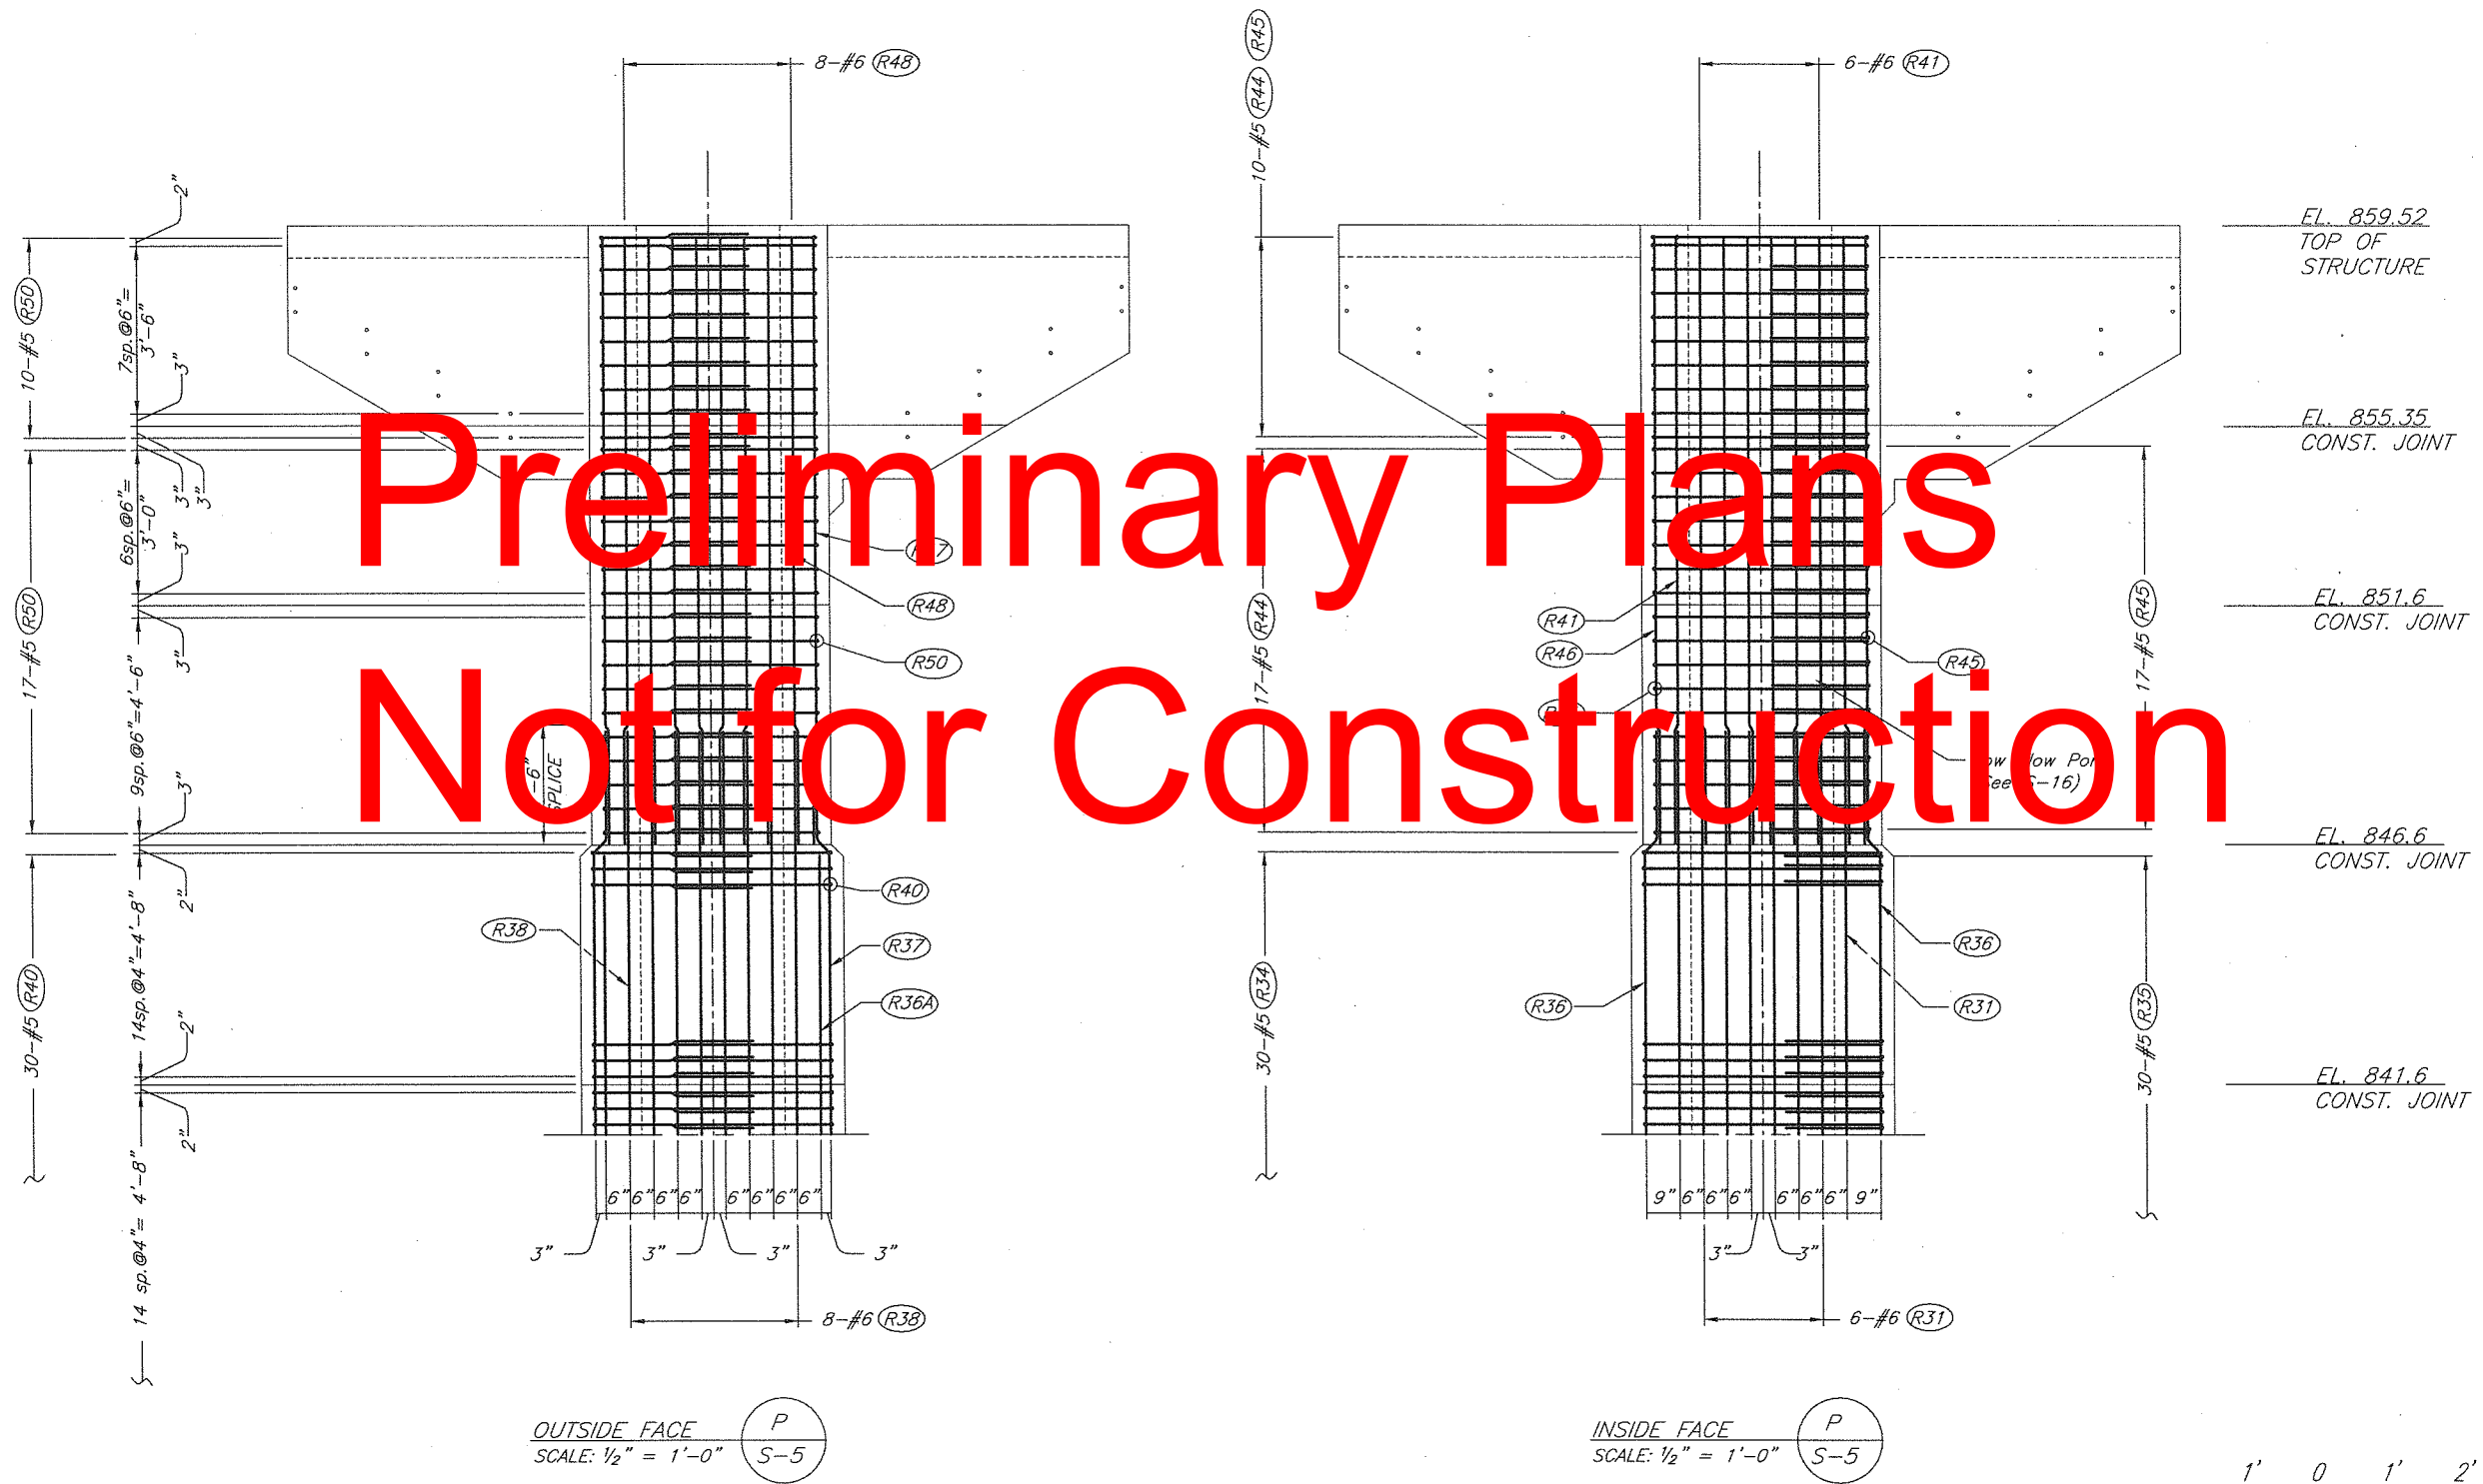 8-#6 R48
6-#6 R41
10-#5 R44 R45
2"
EL. 859.52
TOP OF
STRUCTURE
10-#5 R50
7sp.@6"=
3'-6"
3"
EL. 855.35
CONST. JOINT
3"
3"
6sp.@6"=
3'-0"
3"
Preliminary Plans
Not for Construction
R48
R50
17-#5 R50
3"
9sp.@6"=4'-6"
3"
-6"
SPLICE
17-#5 R44
R41
R46
R45
17-#5 R45
(See S-16)
EL. 851.6
CONST. JOINT
EL. 846.6
CONST. JOINT
2"
14sp.@4"=4'-8"
2"
30-#5 R40
R40
R38
R37
R36A
30-#5 R34
R36
R36
R31
30-#5 R35
EL. 841.6
CONST. JOINT
2"
14 sp.@4"= 4'-8"
6" 6" 6" 6" 6" 6" 6" 6"
3" 3" 3" 3"
9" 6" 6" 6" 6" 6" 6" 9"
3" 3"
8-#6 R38
6-#6 R31
OUTSIDE FACE
SCALE: 1/2" = 1'-0"
P
S-5
INSIDE FACE
SCALE: 1/2" = 1'-0"
P
S-5
1' 0 1' 2'